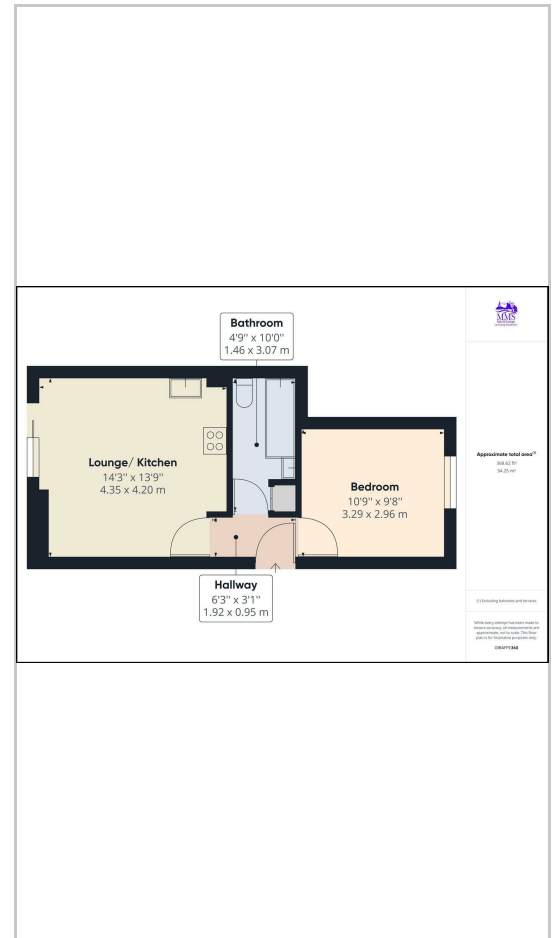 Bathroom
4'9" x 10'0"
1.46 x 3.07 m
Lounge/ Kitchen
14'3" x 13'9"
4.35 x 4.20 m
Bedroom
10'9" x 9'8"
3.29 x 2.96 m
Hallway
6'3" x 3'1"
1.92 x 0.95 m
MMS
Approximate total area⁽¹⁾
368.62 ft²
34.25 m²
(1) Excluding balconies and terraces
While every attempt has been made to
ensure accuracy, all measurements are
approximate, not to scale. This floor
plan is for illustrative purposes only.
GIRAFFE360